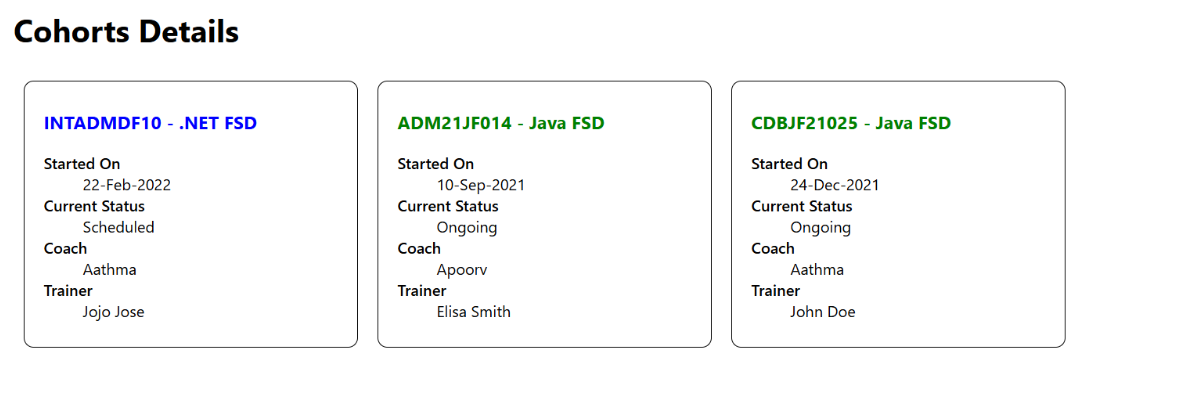 Cohorts Details
INTADMDF10 - .NET FSD
Started On
22-Feb-2022
Current Status
Scheduled
Coach
Aathma
Trainer
Jojo Jose
ADM21JF014 - Java FSD
Started On
10-Sep-2021
Current Status
Ongoing
Coach
Apoorv
Trainer
Elisa Smith
CDBJF21025 - Java FSD
Started On
24-Dec-2021
Current Status
Ongoing
Coach
Aathma
Trainer
John Doe